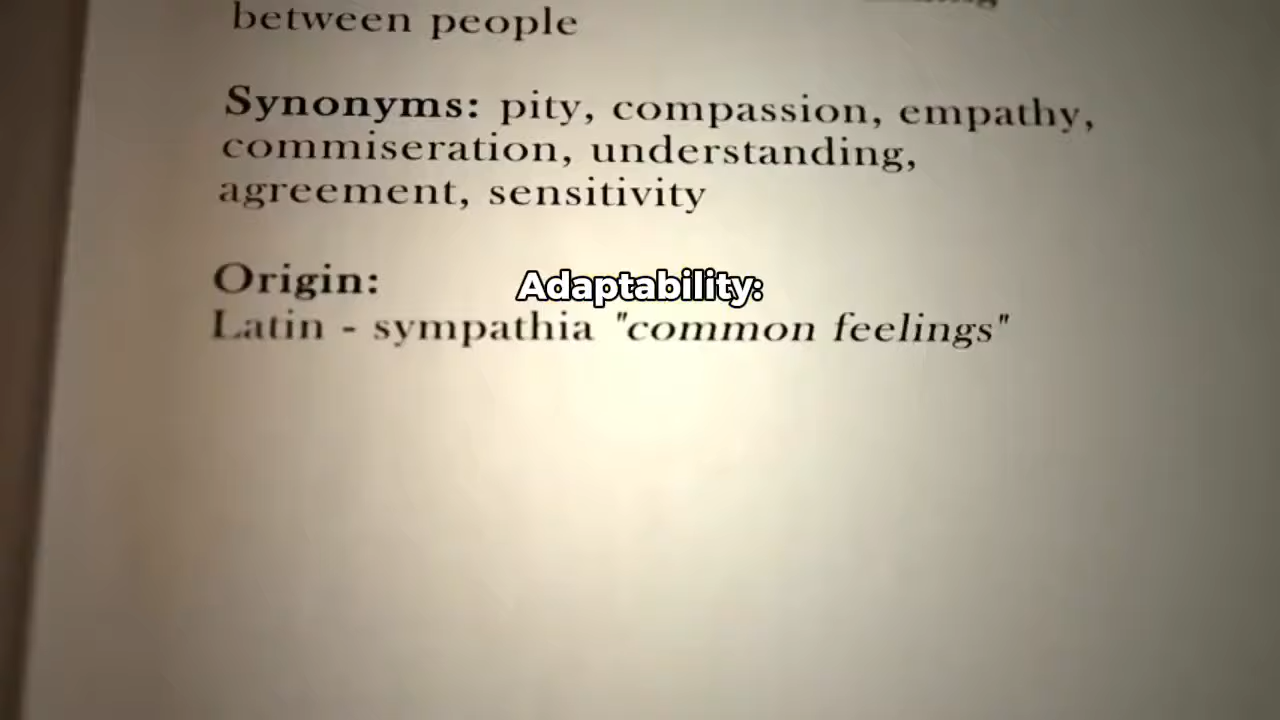 between people
Synonyms: pity, compassion, empathy,
commiseration, understanding,
agreement, sensitivity
Origin:
Adaptability:
Latin - sympathia "common feelings"